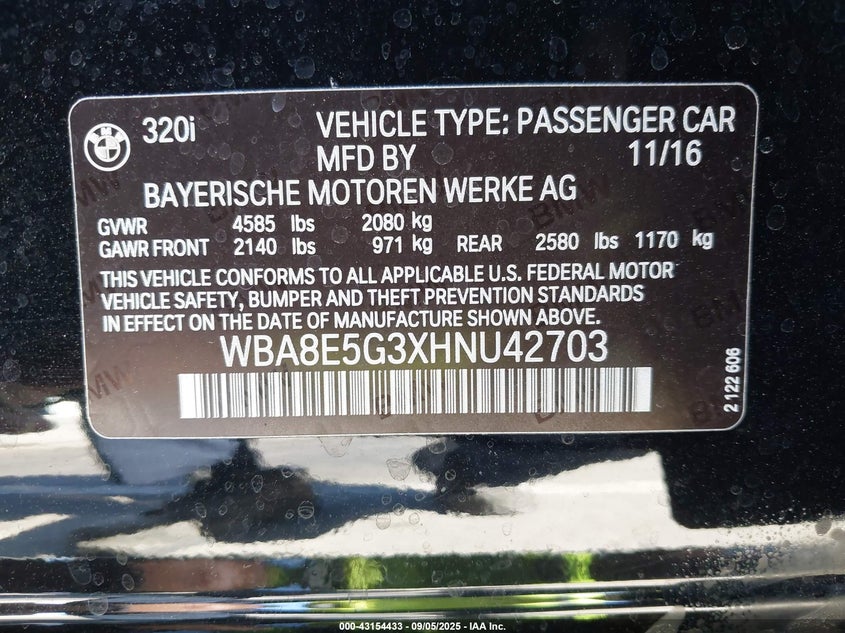 320i VEHICLE TYPE: PASSENGER CAR
MFD BY 11/16
BAYERISCHE MOTOREN WERKE AG
GVWR 4585 lbs 2080 kg
GAWR FRONT 2140 lbs 971 kg REAR 2580 lbs 1170 kg
THIS VEHICLE CONFORMS TO ALL APPLICABLE U.S. FEDERAL MOTOR
VEHICLE SAFETY, BUMPER AND THEFT PREVENTION STANDARDS
IN EFFECT ON THE DATE OF MANUFACTURE SHOWN ABOVE.
WBA8E5G3XHNU42703
2 122 606
000-43154433 - 09/05/2025 - IAA Inc.